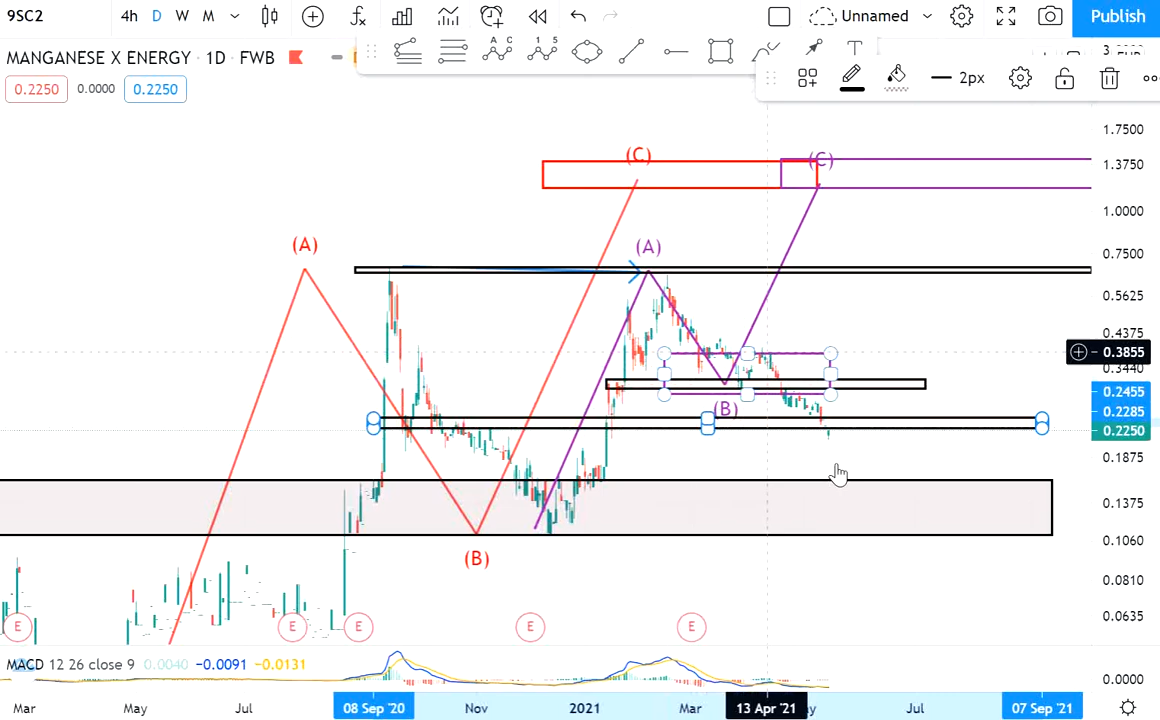 9SC2 4h D W M Unnamed Publish
MANGANESE X ENERGY · 1D · FWB
0.2250 0.0000 0.2250
A C 1 5 T
2px
1.7500
(C) (C)
1.3750
1.0000
(A) (A)
0.7500
0.5625
0.4375
0.3855
0.3440
0.2455
(B)
0.2285
0.2250
0.1875
0.1375
0.1060
(B)
0.0810
0.0635
E E E E E
MACD 12 26 close 9 0.0040 −0.0091 −0.0131
0.0000
Mar May Jul 08 Sep '20 Nov 2021 Mar 13 Apr '21 Jul 07 Sep '21